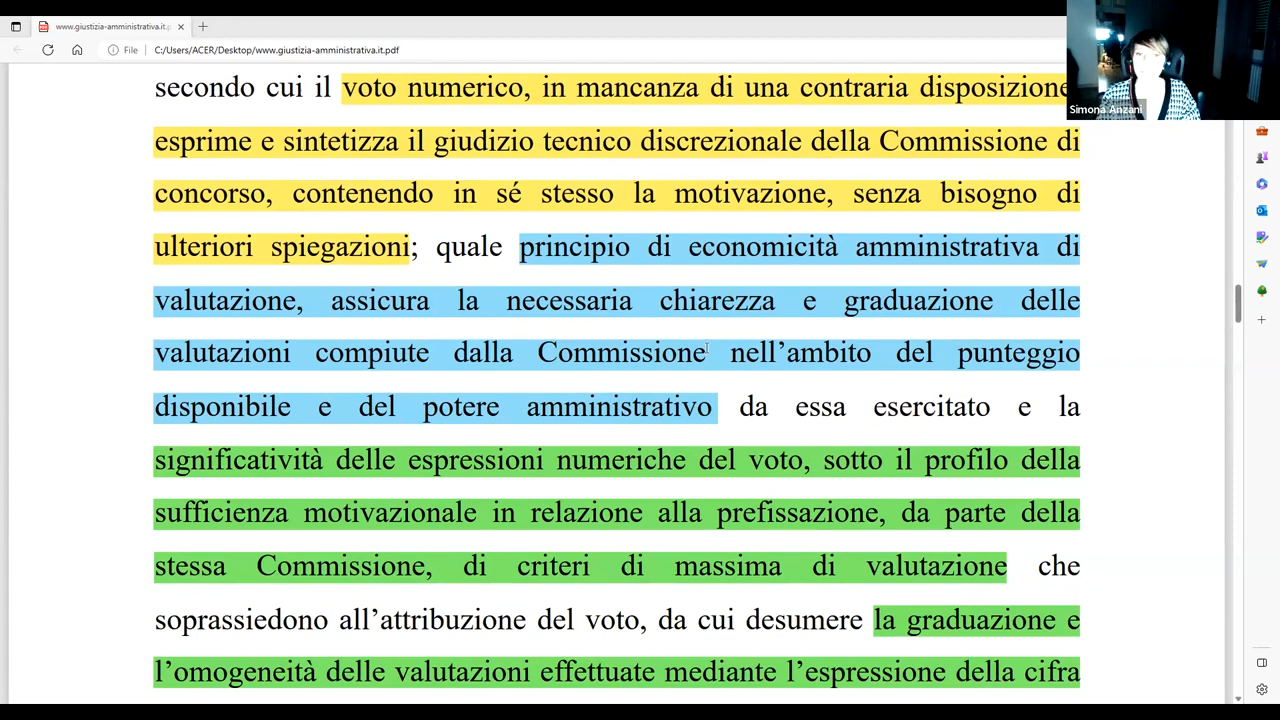 www.giustizia-amministrativa.it.p
File
C:/Users/ACER/Desktop/www.giustizia-amministrativa.it.pdf
Simona Anzani
secondo cui il voto numerico, in mancanza di una contraria disposizione,
esprime e sintetizza il giudizio tecnico discrezionale della Commissione di
concorso, contenendo in sé stesso la motivazione, senza bisogno di
ulteriori spiegazioni; quale principio di economicità amministrativa di
valutazione, assicura la necessaria chiarezza e graduazione delle
valutazioni compiute dalla Commissione nell’ambito del punteggio
disponibile e del potere amministrativo da essa esercitato e la
significatività delle espressioni numeriche del voto, sotto il profilo della
sufficienza motivazionale in relazione alla prefissazione, da parte della
stessa Commissione, di criteri di massima di valutazione che
soprassiedono all’attribuzione del voto, da cui desumere la graduazione e
l’omogeneità delle valutazioni effettuate mediante l’espressione della cifra